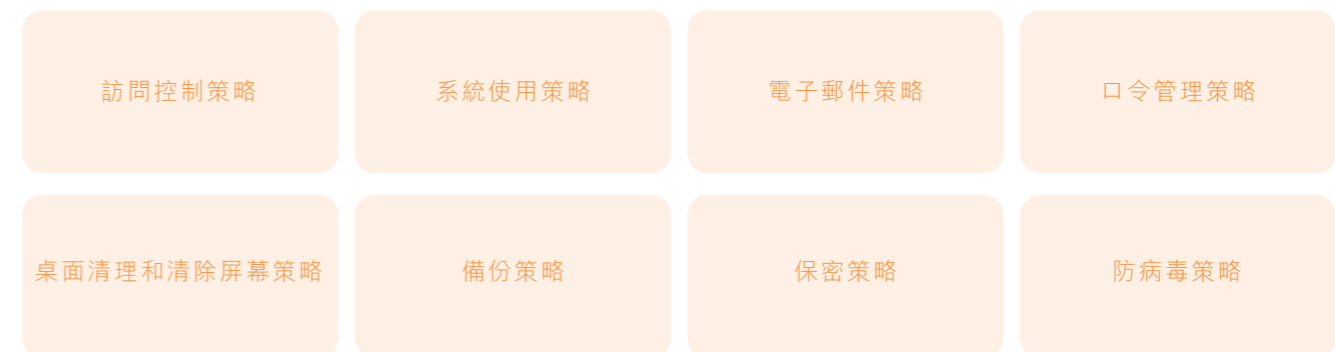 訪問控制策略
系統使用策略
電子郵件策略
口令管理策略
桌面清理和清除屏幕策略
備份策略
保密策略
防病毒策略